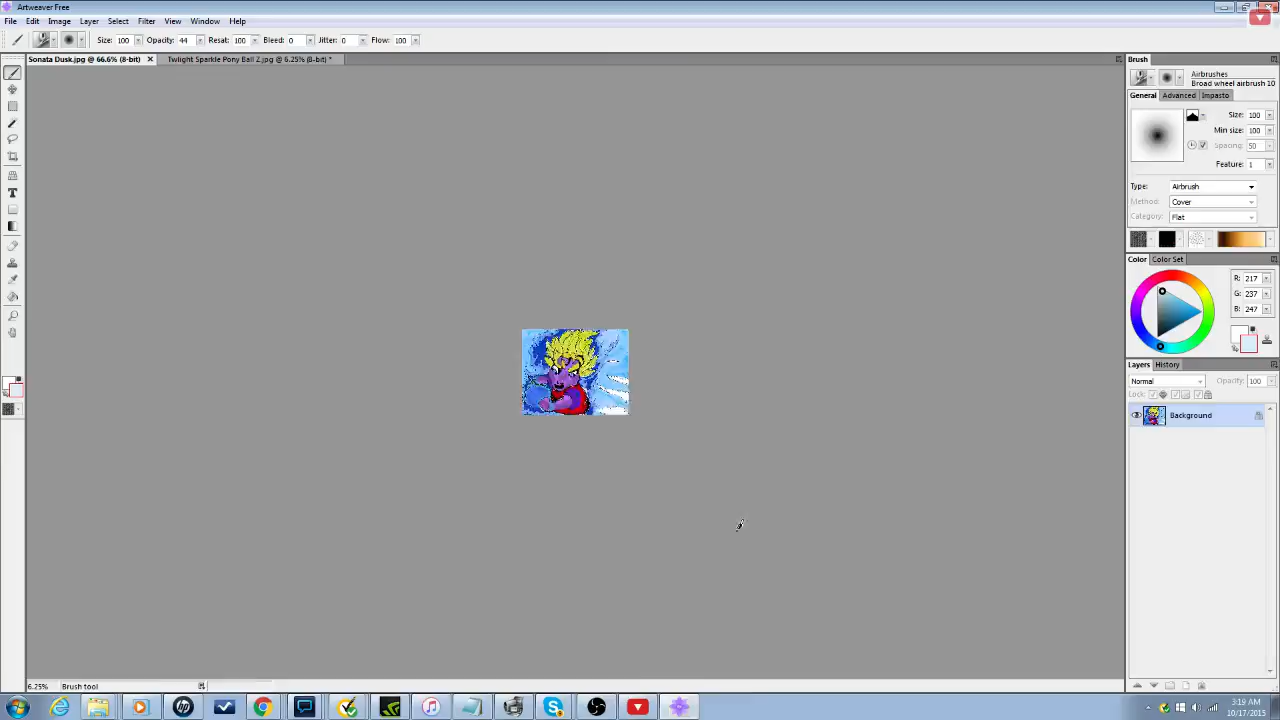 Artweaver Free
File Edit Image Layer Select Filter View Window Help
Size: 100 Opacity: 44 Resat: 100 Bleed: 0 Jitter: 0 Flow: 100
Sonata Dusk.jpg @ 66.6% (8-bit) Twilight Sparkle Pony Ball Z.jpg @ 6.25% (8-bit) *
Brush
Airbrushes
Broad wheel airbrush 10
General Advanced Impasto
Size: 100
Min size: 100
Spacing: 50
Feature: 1
Type: Airbrush
Method: Cover
Category: Flat
Color Color Set
R: 217
G: 237
B: 247
Layers History
Normal Opacity: 100
Lock:
Background
6.25% Brush tool
3:19 AM
10/17/2015